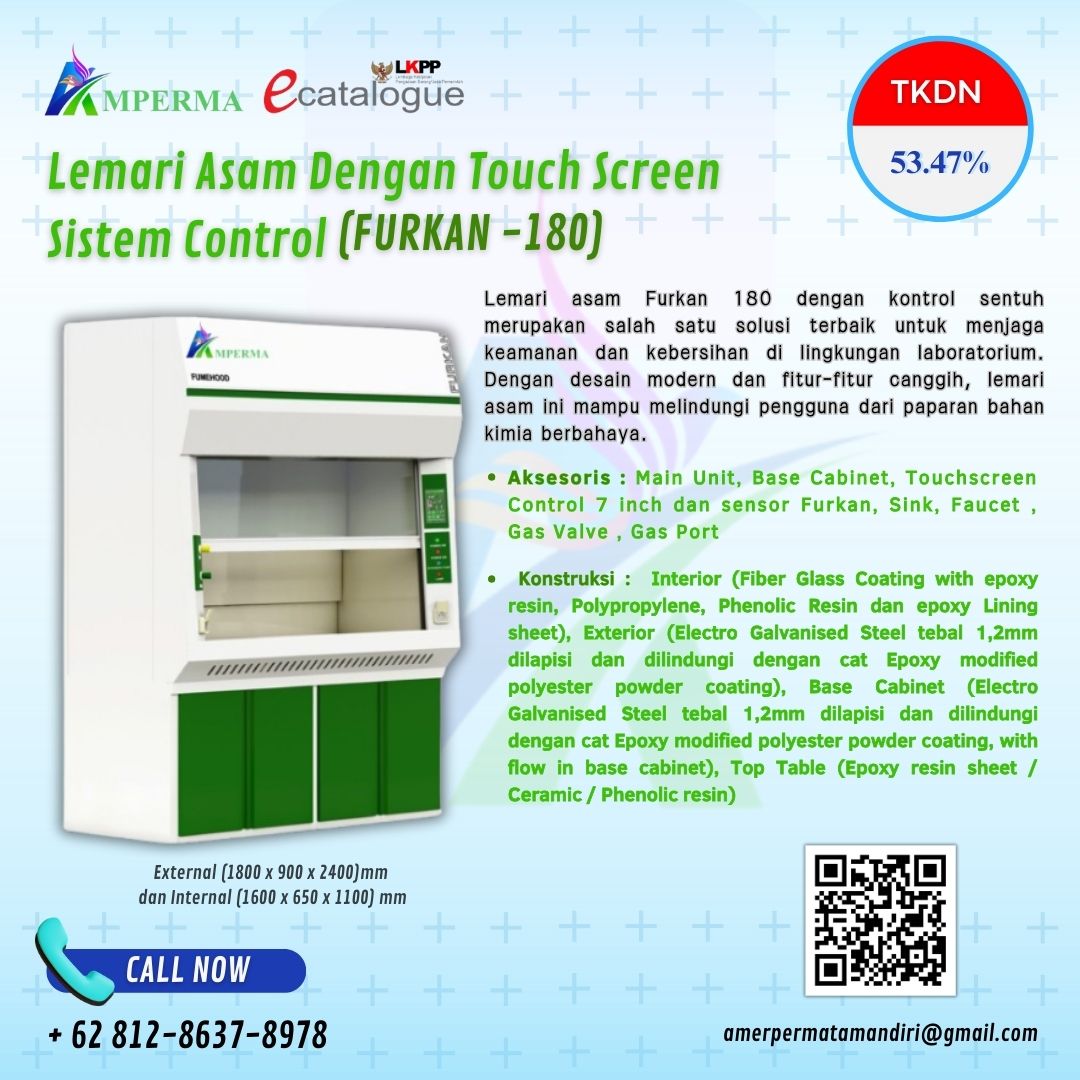 AMPERMA
ecatalogue
LKPP
TKDN
53.47%
Lemari Asam Dengan Touch Screen
Sistem Control (FURKAN -180)
AMPERMA
FUMEHOOD
FURKAN
Lemari asam Furkan 180 dengan kontrol sentuh
merupakan salah satu solusi terbaik untuk menjaga
keamanan dan kebersihan di lingkungan laboratorium.
Dengan desain modern dan fitur-fitur canggih, lemari
asam ini mampu melindungi pengguna dari paparan bahan
kimia berbahaya.
• Aksesoris : Main Unit, Base Cabinet, Touchscreen
Control 7 inch dan sensor Furkan, Sink, Faucet ,
Gas Valve , Gas Port
• Konstruksi : Interior (Fiber Glass Coating with epoxy
resin, Polypropylene, Phenolic Resin dan epoxy Lining
sheet), Exterior (Electro Galvanised Steel tebal 1,2mm
dilapisi dan dilindungi dengan cat Epoxy modified
polyester powder coating), Base Cabinet (Electro
Galvanised Steel tebal 1,2mm dilapisi dan dilindungi
dengan cat Epoxy modified polyester powder coating, with
flow in base cabinet), Top Table (Epoxy resin sheet /
Ceramic / Phenolic resin)
External (1800 x 900 x 2400)mm
dan Internal (1600 x 650 x 1100) mm
CALL NOW
+ 62 812-8637-8978
amerpermatamandiri@gmail.com